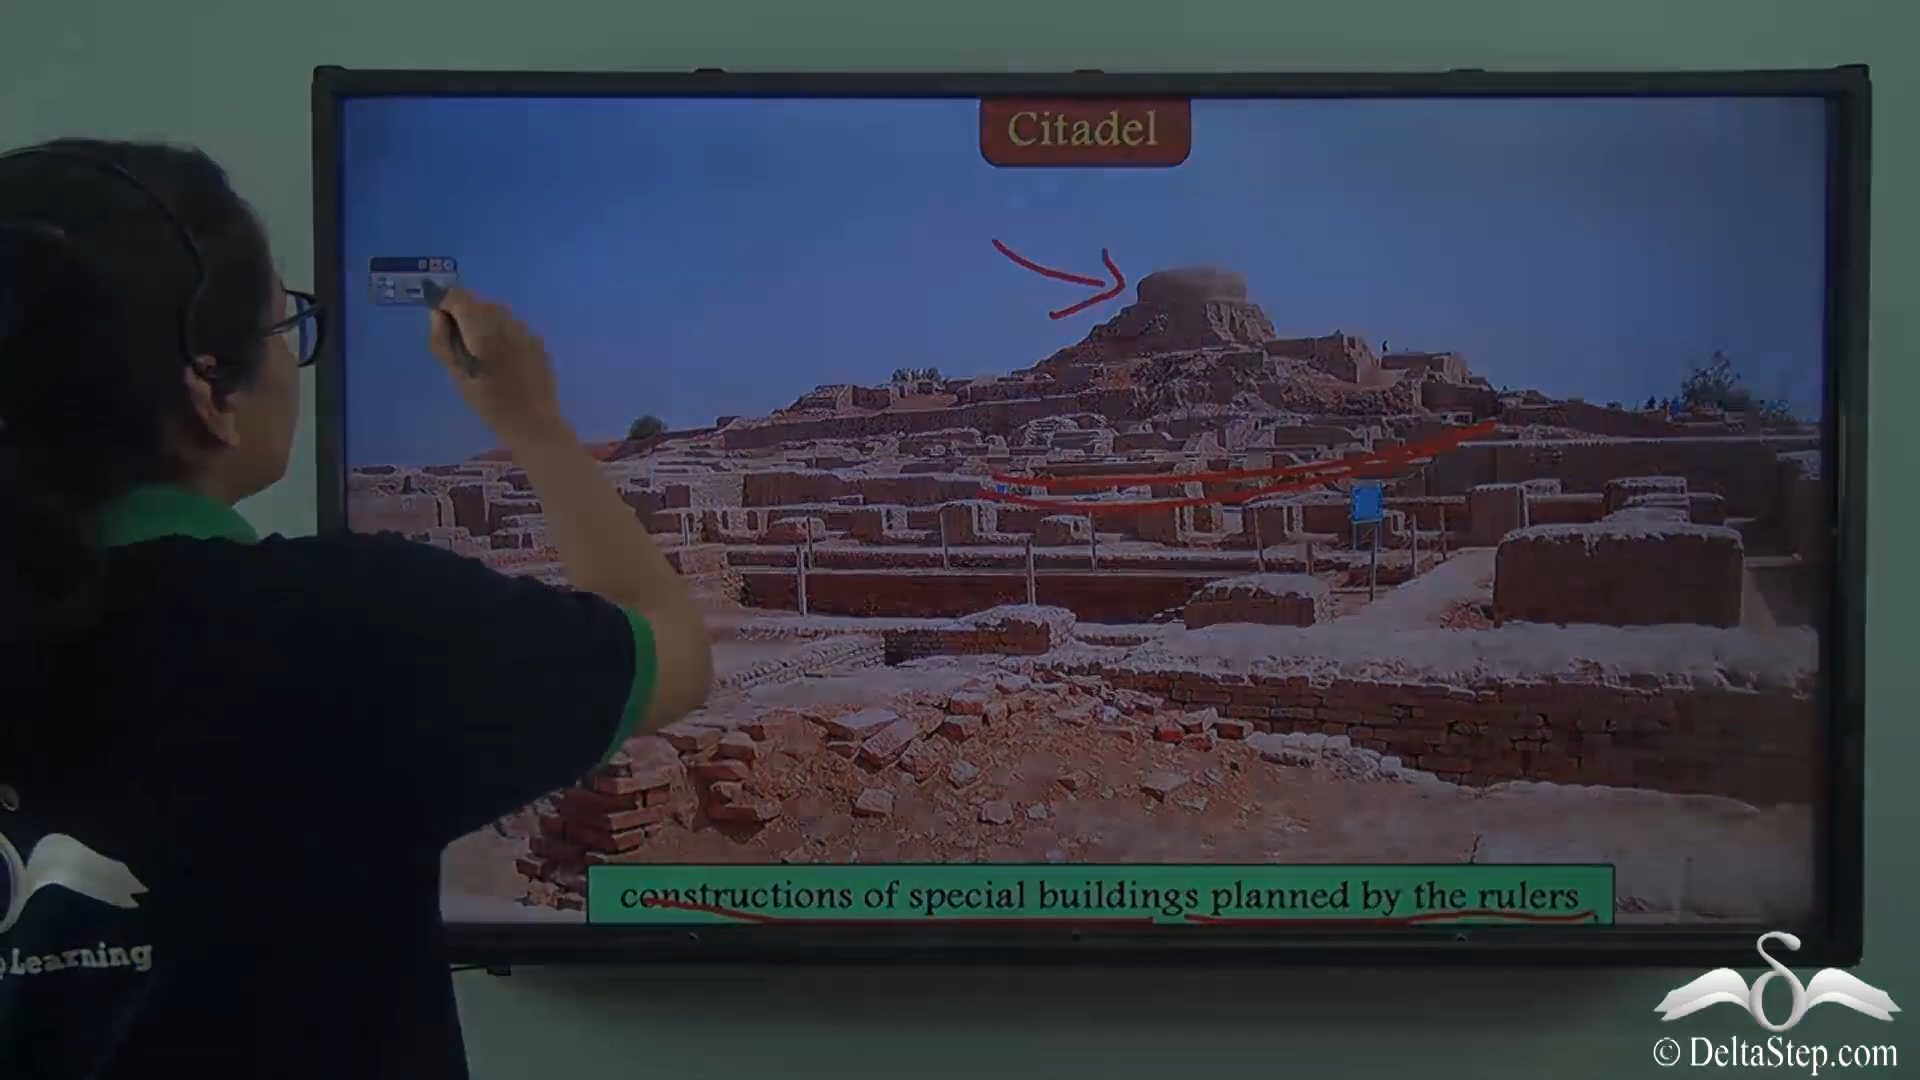 Citadel
constructions of special buildings planned by the rulers
Learning
© DeltaStep.com